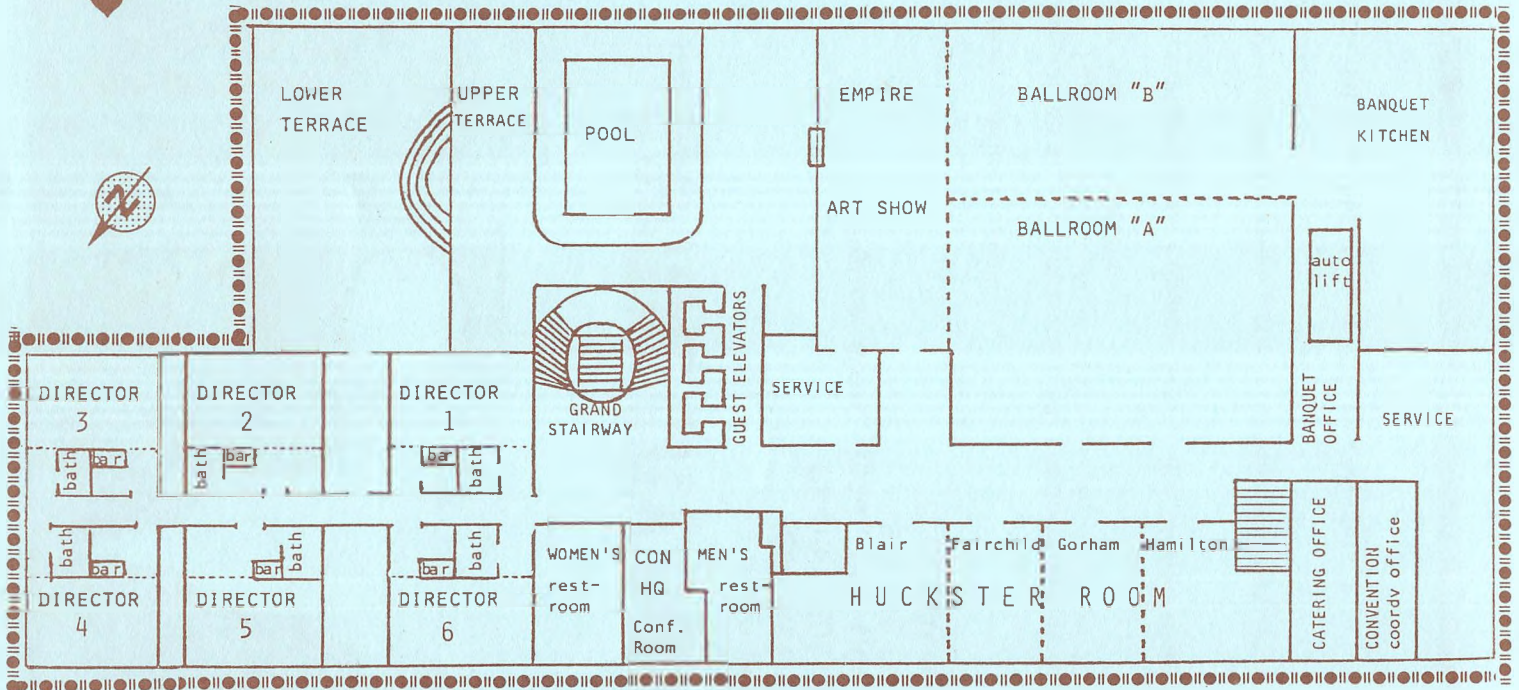 LOWER
TERRACE
UPPER
TERRACE
POOL
EMPIRE
ART SHOW
BALLROOM "B"
BALLROOM "A"
BANQUET
KITCHEN
auto
lift
N
GUEST ELEVATORS
SERVICE
GRAND
STAIRWAY
BANQUET
OFFICE
SERVICE
DIRECTOR
3
DIRECTOR
2
DIRECTOR
1
bath
bar
bath
bar
bar
bath
bath
bar
bar
bath
bar
bath
DIRECTOR
4
DIRECTOR
5
DIRECTOR
6
WOMEN'S
rest-
room
CON
HQ
Conf.
Room
MEN'S
rest-
room
Blair
Fairchild
Gorham
Hamilton
HUCKSTER ROOM
CATERING OFFICE
CONVENTION
coordy office